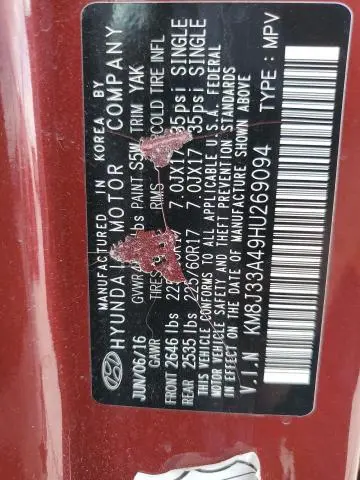 MANUFACTURED IN KOREA BY
HYUNDAI MOTOR COMPANY
JUN/06/16 GVWR lbs PAINT S5W TRIM YAK
GAWR TIRES RIMS COLD TIRE INFL
FRONT 2646 lbs 225/ R17 7.0JX17 35psi SINGLE
REAR 2535 lbs 225/60R17 7.0JX17 35psi SINGLE
THIS VEHICLE CONFORMS TO ALL APPLICABLE U.S.A. FEDERAL
MOTOR VEHICLE SAFETY AND THEFT PREVENTION STANDARDS
IN EFFECT ON THE DATE OF MANUFACTURE SHOWN ABOVE
V.I.N KM8J33A49HU269094 TYPE : MPV